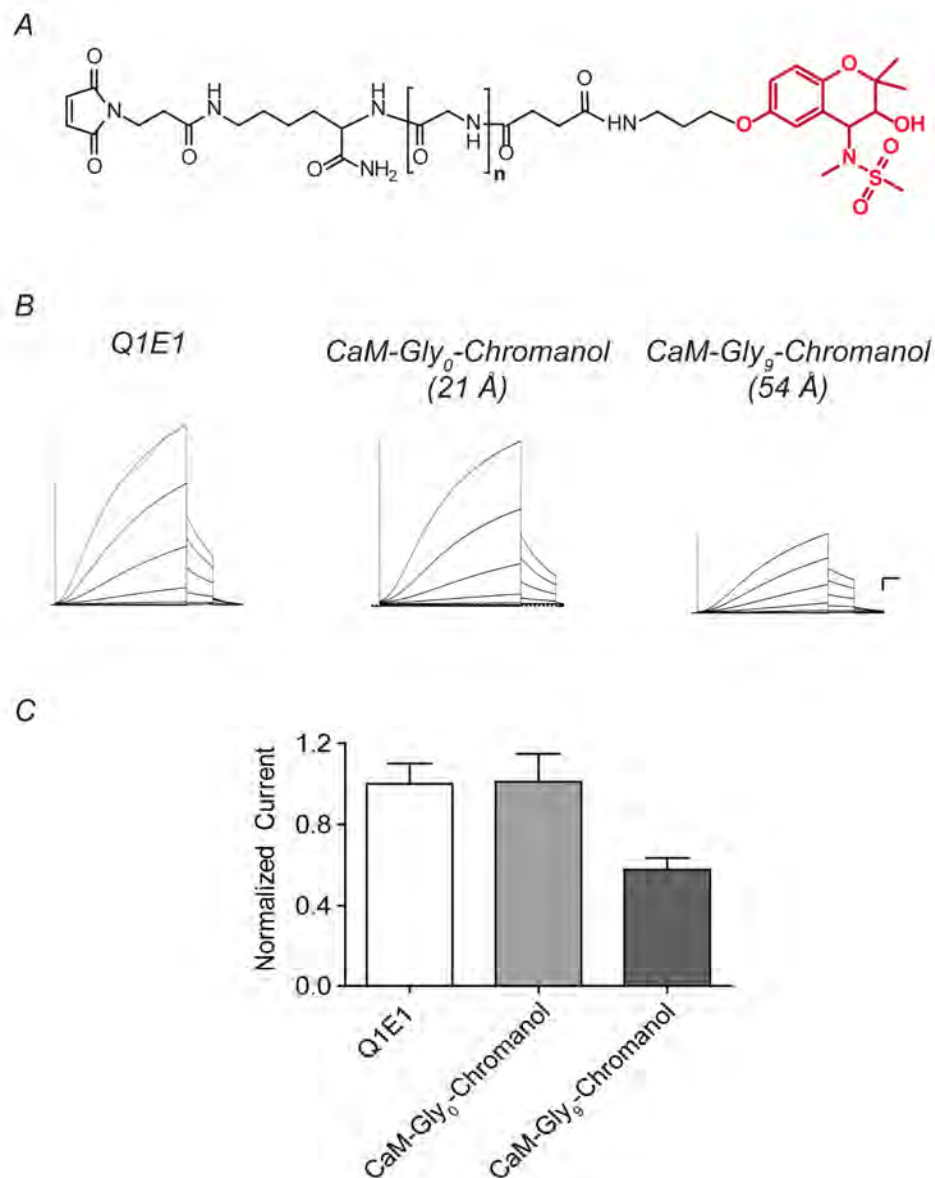 A
O
O
N
O
H
N
O
NH₂
H
N
O
N
H
n
O
O
HN
O
O
OH
N
S
O
O
B
Q1E1
CaM-Gly₀-Chromanol
(21 Å)
CaM-Gly₉-Chromanol
(54 Å)
C
Normalized Current
1.2
0.8
0.4
0.0
Q1E1
CaM-Gly₀-Chromanol
CaM-Gly₉-Chromanol